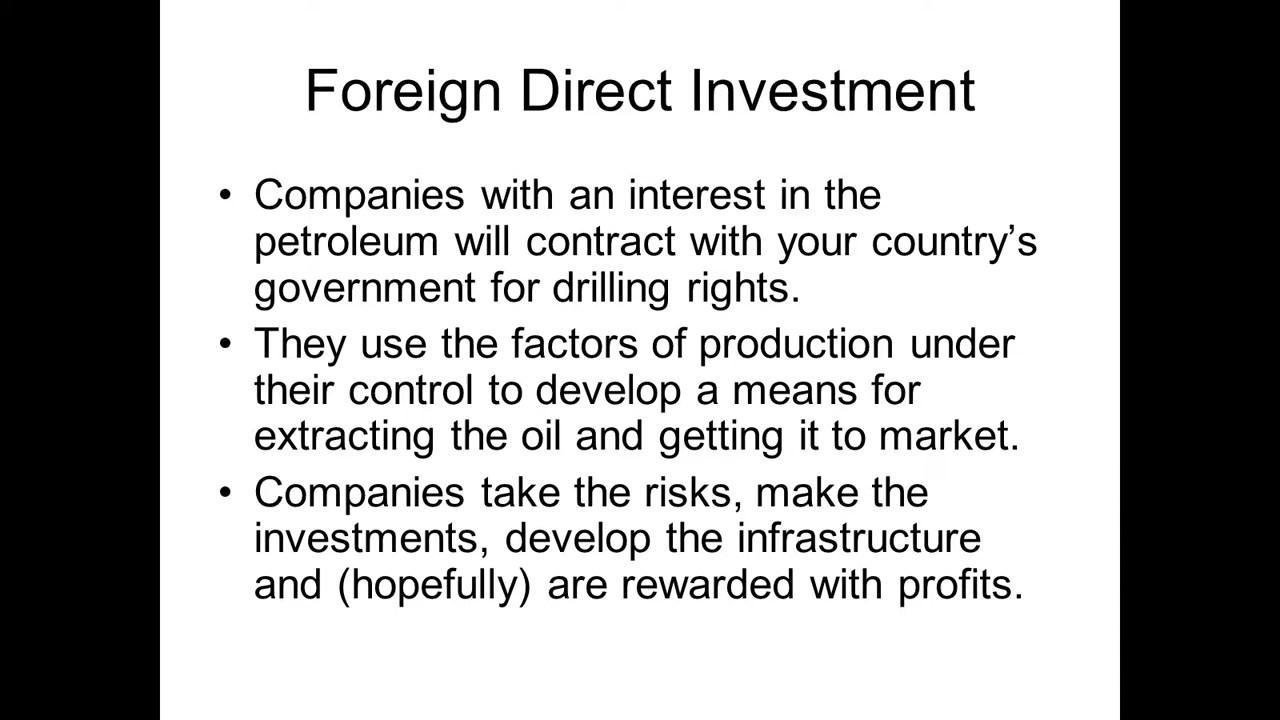 Foreign Direct Investment
• Companies with an interest in the
petroleum will contract with your country’s
government for drilling rights.
• They use the factors of production under
their control to develop a means for
extracting the oil and getting it to market.
• Companies take the risks, make the
investments, develop the infrastructure
and (hopefully) are rewarded with profits.